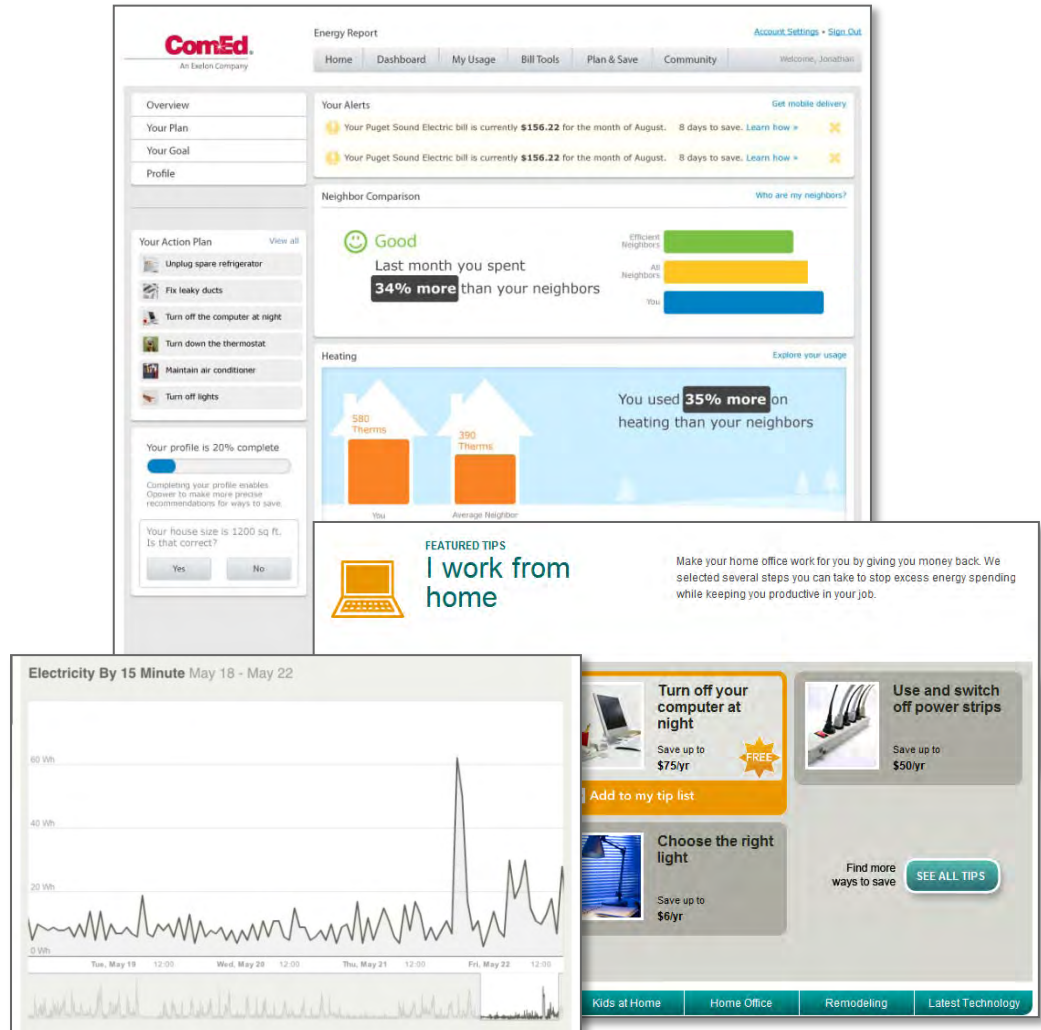 ComEd.
An Exelon Company
Energy Report
Account Settings • Sign Out
Home Dashboard My Usage Bill Tools Plan & Save Community Welcome, Jonathan
Overview
Your Plan
Your Goal
Profile
Your Action Plan View all
Unplug spare refrigerator
Fix leaky ducts
Turn off the computer at night
Turn down the thermostat
Maintain air conditioner
Turn off lights
Your profile is 20% complete
Completing your profile enables
Opower to make more precise
recommendations for ways to save.
Your house size is 1200 sq ft.
Is that correct?
Yes No
Your Alerts Get mobile delivery
Your Puget Sound Electric bill is currently $156.22 for the month of August. 8 days to save. Learn how »
Your Puget Sound Electric bill is currently $156.22 for the month of August. 8 days to save. Learn how »
Neighbor Comparison Who are my neighbors?
Good
Last month you spent
34% more than your neighbors
Efficient
Neighbors
All
Neighbors
You
Heating Explore your usage
580
Therms
390
Therms
You Average Neighbor
You used 35% more on
heating than your neighbors
FEATURED TIPS
I work from
home
Make your home office work for you by giving you money back. We
selected several steps you can take to stop excess energy spending
while keeping you productive in your job.
Turn off your
computer at
night
Save up to
$75/yr
FREE
Add to my tip list
Use and switch
off power strips
Save up to
$50/yr
Choose the right
light
Save up to
$6/yr
Find more
ways to save
SEE ALL TIPS
Kids at Home Home Office Remodeling Latest Technology
Electricity By 15 Minute May 18 - May 22
60 Wh
40 Wh
20 Wh
0 Wh
Tue, May 19 12:00 Wed, May 20 12:00 Thu, May 21 12:00 Fri, May 22 12:00